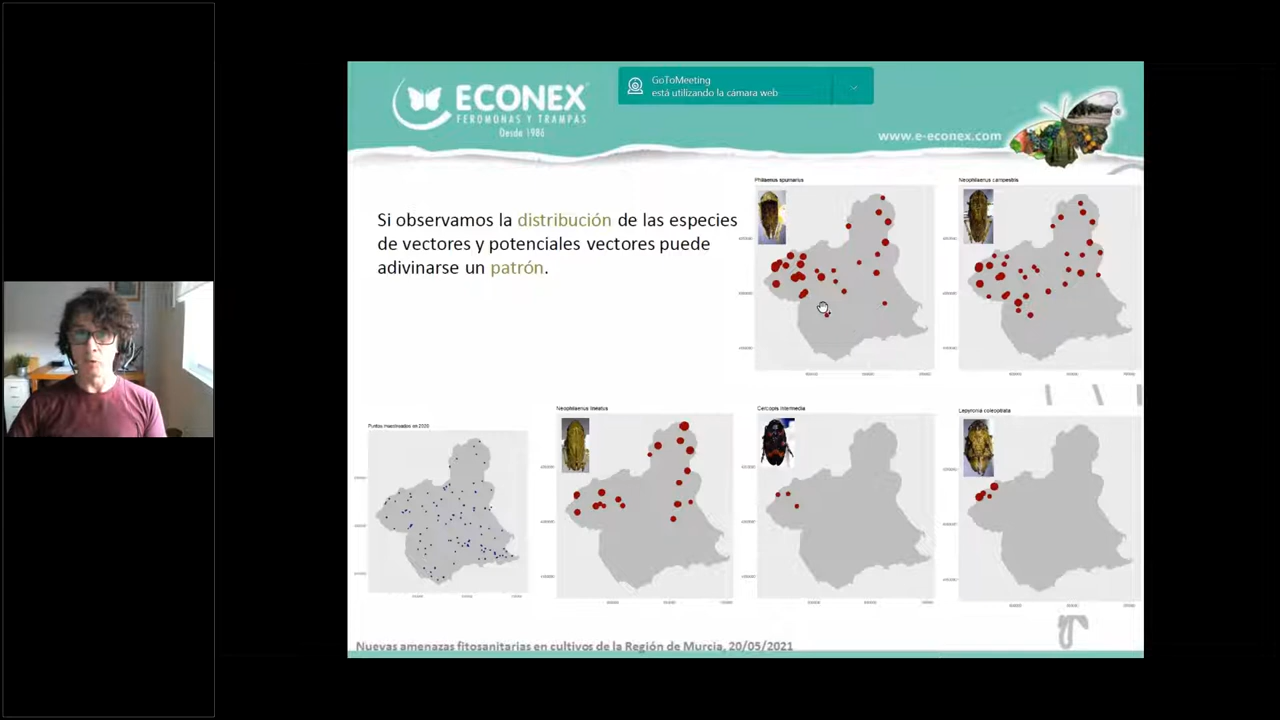 ECONEX
FEROMONAS Y TRAMPAS
Desde 1986
GoToMeeting
está utilizando la cámara web
www.e-econex.com
Si observamos la distribución de las especies
de vectores y potenciales vectores puede
adivinarse un patrón.
Philaenus spumarius
Neophilaenus campestris
Puntos muestreados en 2020
Neophilaenus lineatus
Cercopis intermedia
Lepyronia coleoptrata
Nuevas amenazas fitosanitarias en cultivos de la Región de Murcia, 20/05/2021